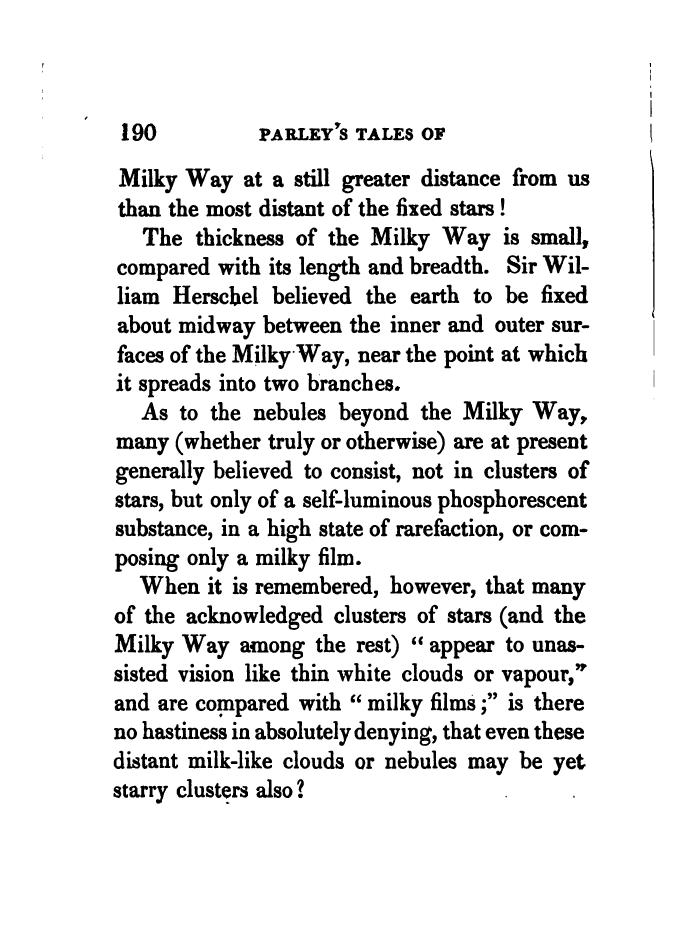 190 PARLEY'S TALES OF
Milky Way at a still greater distance from us
than the most distant of the fixed stars!
The thickness of the Milky Way is small,
compared with its length and breadth. Sir Wil-
liam Herschel believed the earth to be fixed
about midway between the inner and outer sur-
faces of the Milky Way, near the point at which
it spreads into two branches.
As to the nebules beyond the Milky Way,
many (whether truly or otherwise) are at present
generally believed to consist, not in clusters of
stars, but only of a self-luminous phosphorescent
substance, in a high state of rarefaction, or com-
posing only a milky film.
When it is remembered, however, that many
of the acknowledged clusters of stars (and the
Milky Way among the rest) “appear to unas-
sisted vision like thin white clouds or vapour,”
and are compared with “milky films;” is there
no hastiness in absolutely denying, that even these
distant milk-like clouds or nebules may be yet
starry clusters also?